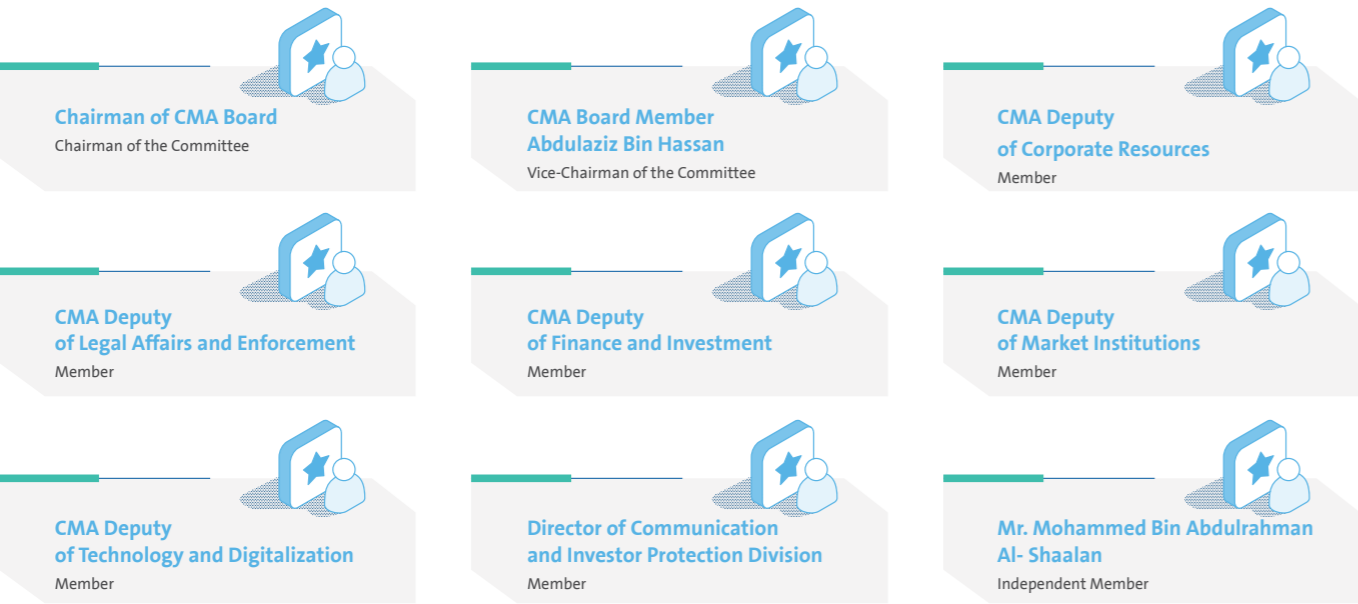 Chairman of CMA Board
Chairman of the Committee
CMA Board Member
Abdulaziz Bin Hassan
Vice-Chairman of the Committee
CMA Deputy
of Corporate Resources
Member
CMA Deputy
of Legal Affairs and Enforcement
Member
CMA Deputy
of Finance and Investment
Member
CMA Deputy
of Market Institutions
Member
CMA Deputy
of Technology and Digitalization
Member
Director of Communication
and Investor Protection Division
Member
Mr. Mohammed Bin Abdulrahman
Al- Shaalan
Independent Member